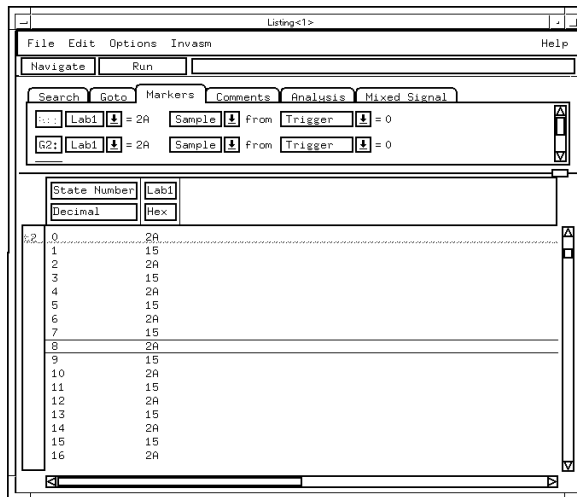 Listing<1>
File Edit Options Invasm Help
Navigate Run
Search Goto Markers Comments Analysis Mixed Signal
Lab1 = 2A Sample from Trigger = 0
G2: Lab1 = 2A Sample from Trigger = 0
State Number Lab1
Decimal Hex
0 2A
1 15
2 2A
3 15
4 2A
5 15
6 2A
7 15
8 2A
9 15
10 2A
11 15
12 2A
13 15
14 2A
15 15
16 2A